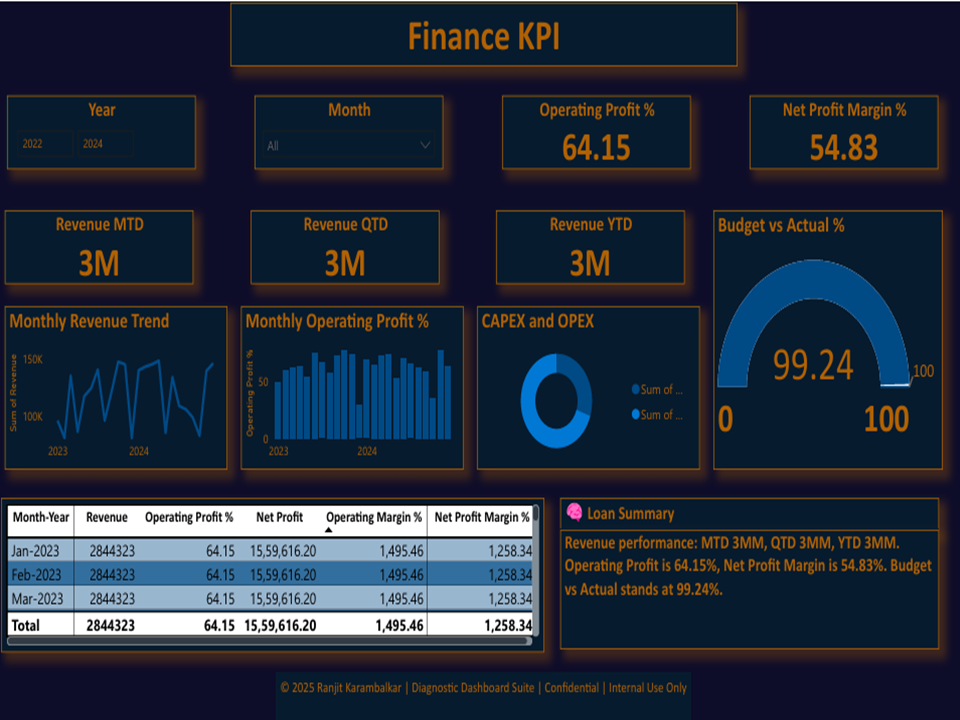 Finance KPI
Year
2022 2024
Month
All
Operating Profit %
64.15
Net Profit Margin %
54.83
Revenue MTD
3M
Revenue QTD
3M
Revenue YTD
3M
Budget vs Actual %
99.24
100
0 100
Monthly Revenue Trend
Sum of Revenue
150K
100K
2023 2024
Monthly Operating Profit %
Operating Profit %
50
0
2023 2024
CAPEX and OPEX
Sum of ...
Sum of ...
Month-Year Revenue Operating Profit % Net Profit Operating Margin % Net Profit Margin %
Jan-2023 2844323 64.15 15,59,616.20 1,495.46 1,258.34
Feb-2023 2844323 64.15 15,59,616.20 1,495.46 1,258.34
Mar-2023 2844323 64.15 15,59,616.20 1,495.46 1,258.34
Total 2844323 64.15 15,59,616.20 1,495.46 1,258.34
Loan Summary
Revenue performance: MTD 3MM, QTD 3MM, YTD 3MM.
Operating Profit is 64.15%, Net Profit Margin is 54.83%. Budget
vs Actual stands at 99.24%.
© 2025 Ranjit Karambalkar | Diagnostic Dashboard Suite | Confidential | Internal Use Only